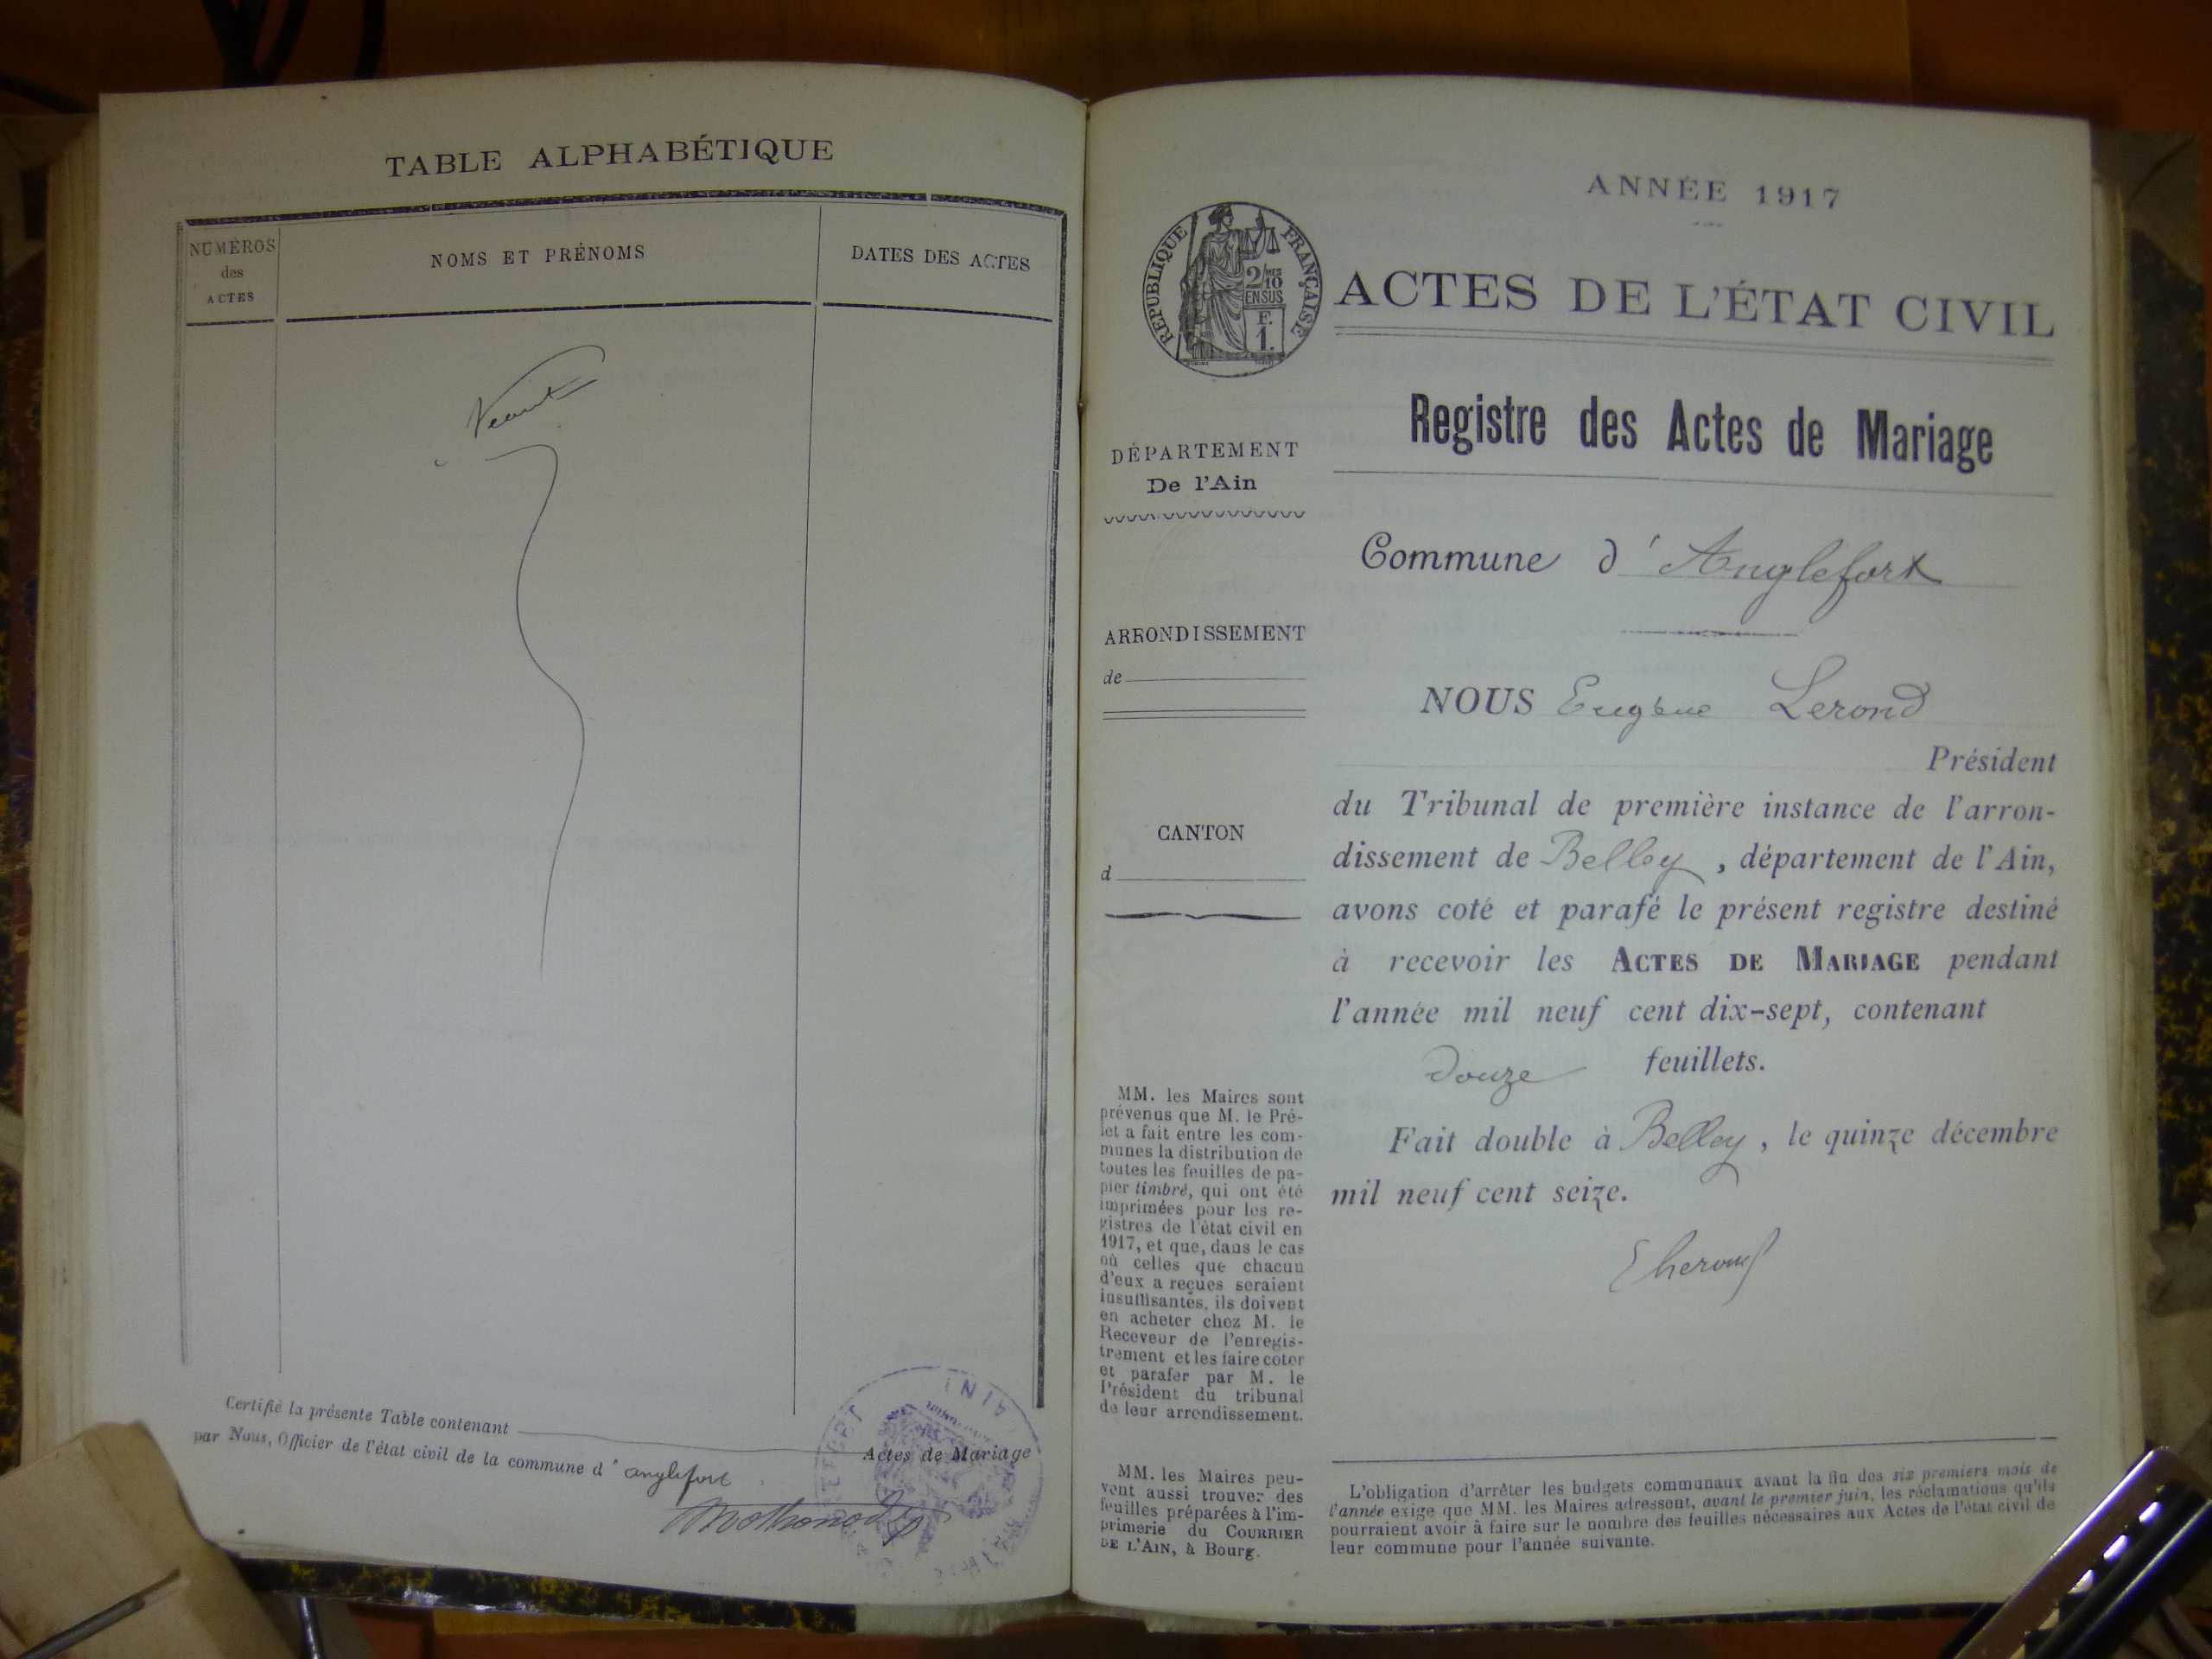 TABLE ALPHABÉTIQUE
NUMÉROS
des
ACTES
NOMS ET PRÉNOMS
DATES DES ACTES
Néant
Certifié la présente Table contenant
Actes de Mariage
par Nous, Officier de l'état civil de la commune d' anglefort
ANNÉE 1917
RÉPUBLIQUE FRANÇAISE
2/10 MES
EN SUS
F.
1.
ACTES DE L'ÉTAT CIVIL
Registre des Actes de Mariage
DÉPARTEMENT
De l'Ain
Commune d' Anglefort
ARRONDISSEMENT
de
CANTON
d
NOUS Eugène Lerond
Président
du Tribunal de première instance de l'arron-
dissement de Belley, département de l'Ain,
avons coté et parafé le présent registre destiné
à recevoir les ACTES DE MARIAGE pendant
l'année mil neuf cent dix-sept, contenant
Douze feuillets.
Fait double à Belley, le quinze décembre
mil neuf cent seize.
MM. les Maires sont
prévenus que M. le Pré-
fet a fait entre les com-
munes la distribution de
toutes les feuilles de pa-
pier timbré, qui ont été
imprimées pour les re-
gistres de l'état civil en
1917, et que, dans le cas
où celles que chacun
d'eux a reçues seraient
insuffisantes, ils doivent
en acheter chez M. le
Receveur de l'enregis-
trement et les faire coter
et parafer par M. le
Président du tribunal
de leur arrondissement.
MM. les Maires peu-
vent aussi trouver des
feuilles préparées à l'im-
primerie du COURRIER
DE L'AIN, à Bourg.
L'obligation d'arrêter les budgets communaux avant la fin des six premiers mois de
l'année exige que MM. les Maires adressent, avant le premier juin, les réclamations qu'ils
pourraient avoir à faire sur le nombre des feuilles nécessaires aux Actes de l'état civil de
leur commune pour l'année suivante.